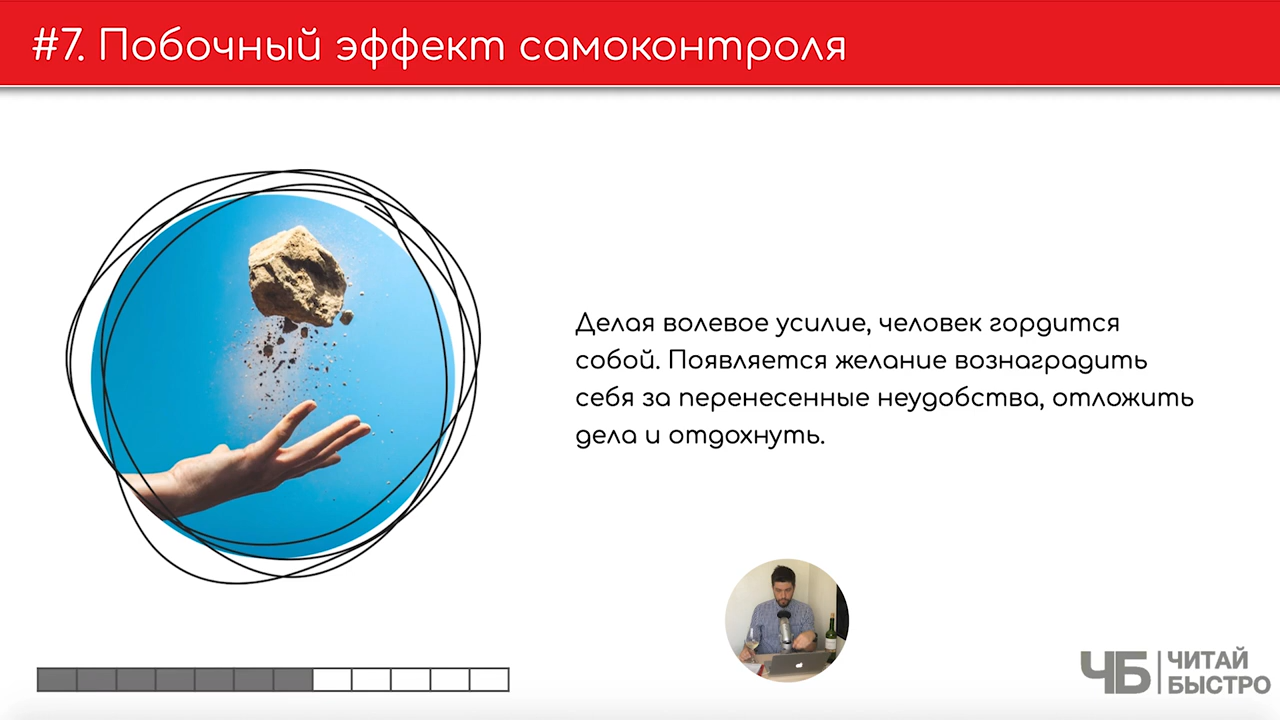 #7. Побочный эффект самоконтроля
Делая волевое усилие, человек гордится
собой. Появляется желание вознаградить
себя за перенесенные неудобства, отложить
дела и отдохнуть.
ЧБ
ЧИТАЙ
БЫСТРО